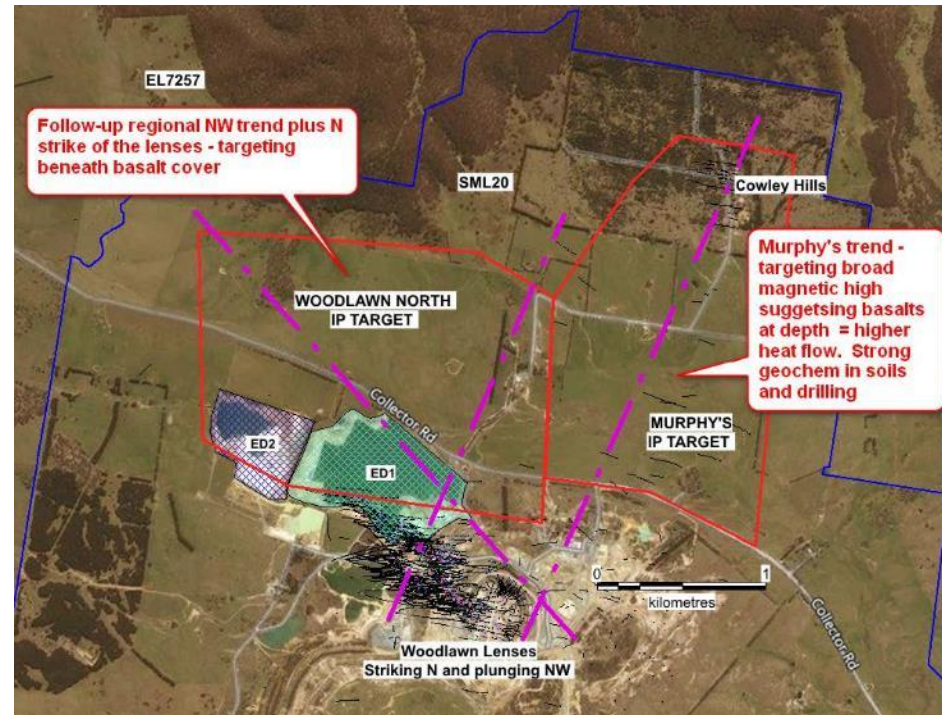 EL7257
Follow-up regional NW trend plus N
strike of the lenses - targeting
beneath basalt cover
SML20
Cowley Hills
Murphy's trend -
targeting broad
magnetic high
suggetsing basalts
at depth = higher
heat flow. Strong
geochem in soils
and drilling
WOODLAWN NORTH
IP TARGET
Collector Rd
MURPHY'S
IP TARGET
ED2
ED1
0 1
kilometres
Collector Rd
Woodlawn Lenses
Striking N and plunging NW